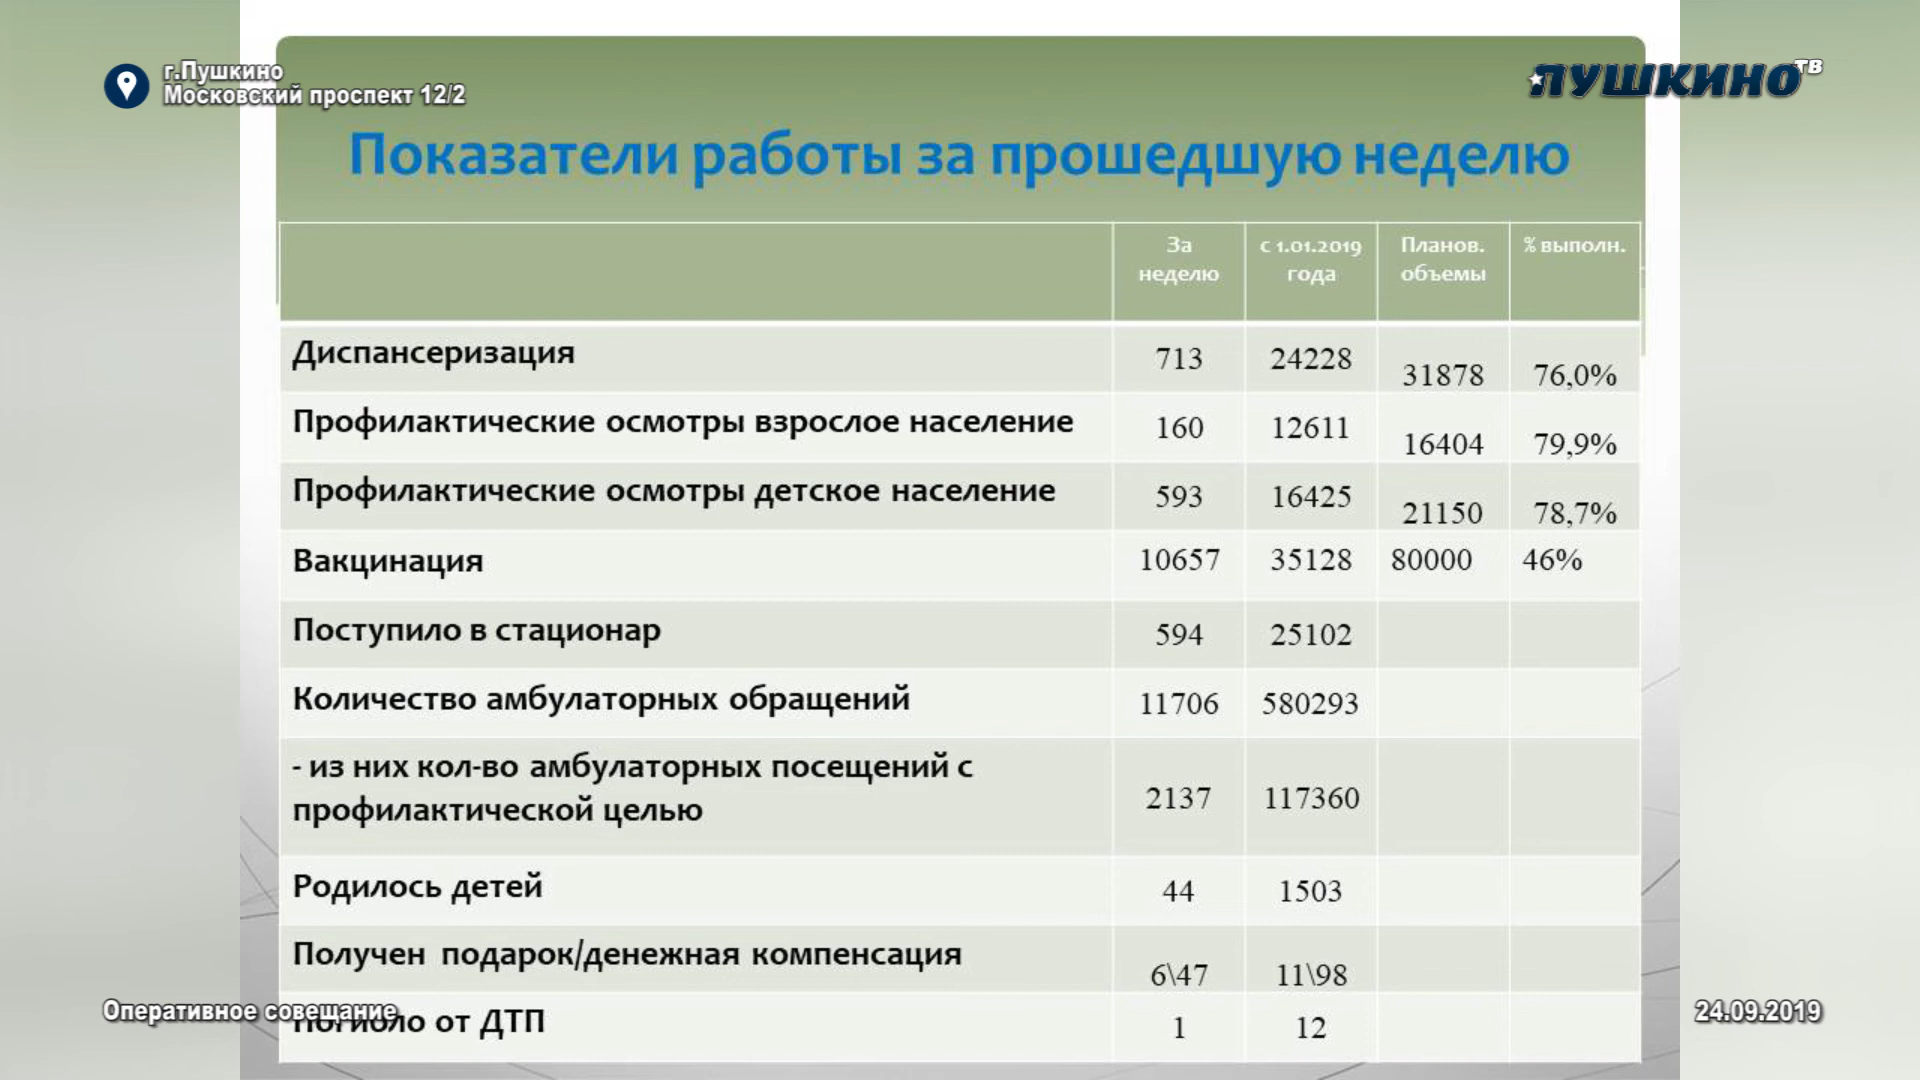 г.Пушкино
Московский проспект 12/2
ПУШКИНО ТВ
Показатели работы за прошедшую неделю
За неделю
с 1.01.2019 года
Планов. объемы
% выполн.
Диспансеризация 713 24228 31878 76,0%
Профилактические осмотры взрослое население 160 12611 16404 79,9%
Профилактические осмотры детское население 593 16425 21150 78,7%
Вакцинация 10657 35128 80000 46%
Поступило в стационар 594 25102
Количество амбулаторных обращений 11706 580293
- из них кол-во амбулаторных посещений с
профилактической целью 2137 117360
Родилось детей 44 1503
Получен подарок/денежная компенсация 6\47 11\98
Погибло от ДТП 1 12
Оперативное совещание
24.09.2019